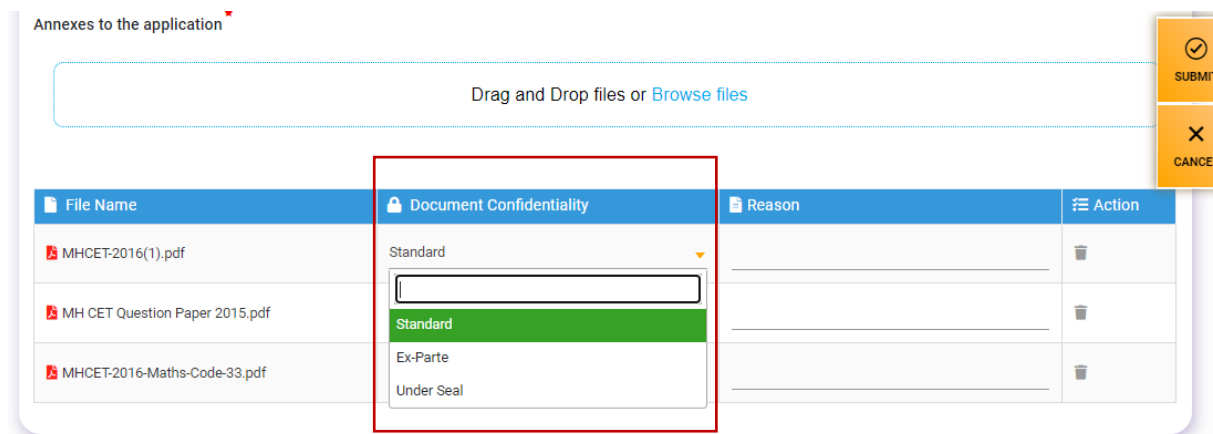 Annexes to the application*
SUBMIT
Drag and Drop files or Browse files
CANCE
File Name Document Confidentiality Reason Action
MHCET-2016(1).pdf Standard
MH CET Question Paper 2015.pdf
Standard
Ex-Parte
MHCET-2016-Maths-Code-33.pdf
Under Seal